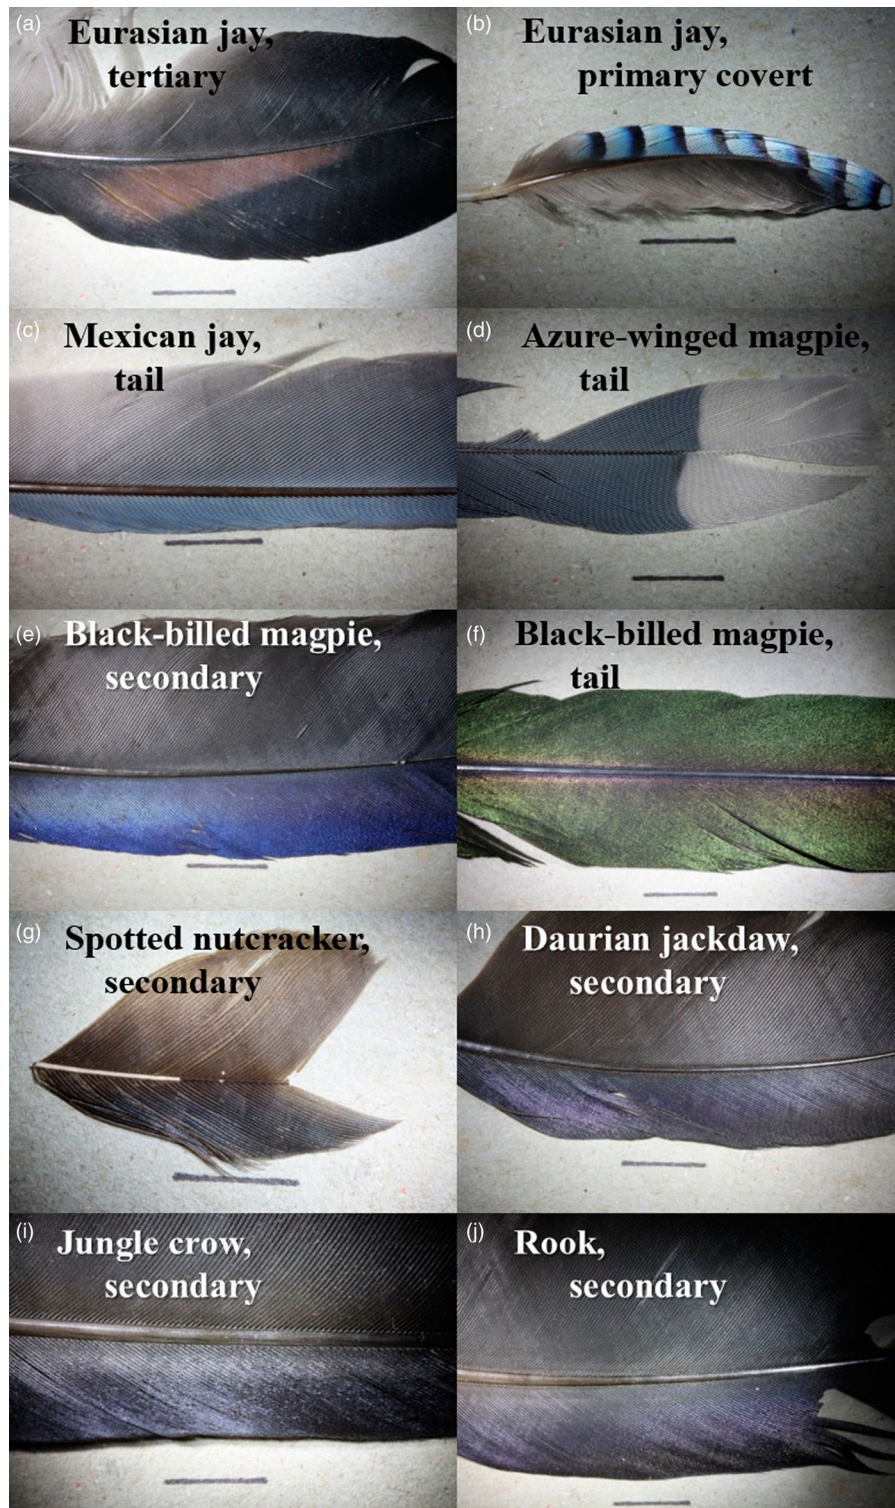 (a) Eurasian jay,
tertiary
(b) Eurasian jay,
primary covert
(c) Mexican jay,
tail
(d) Azure-winged magpie,
tail
(e) Black-billed magpie,
secondary
(f) Black-billed magpie,
tail
(g) Spotted nutcracker,
secondary
(h) Daurian jackdaw,
secondary
(i) Jungle crow,
secondary
(j) Rook,
secondary